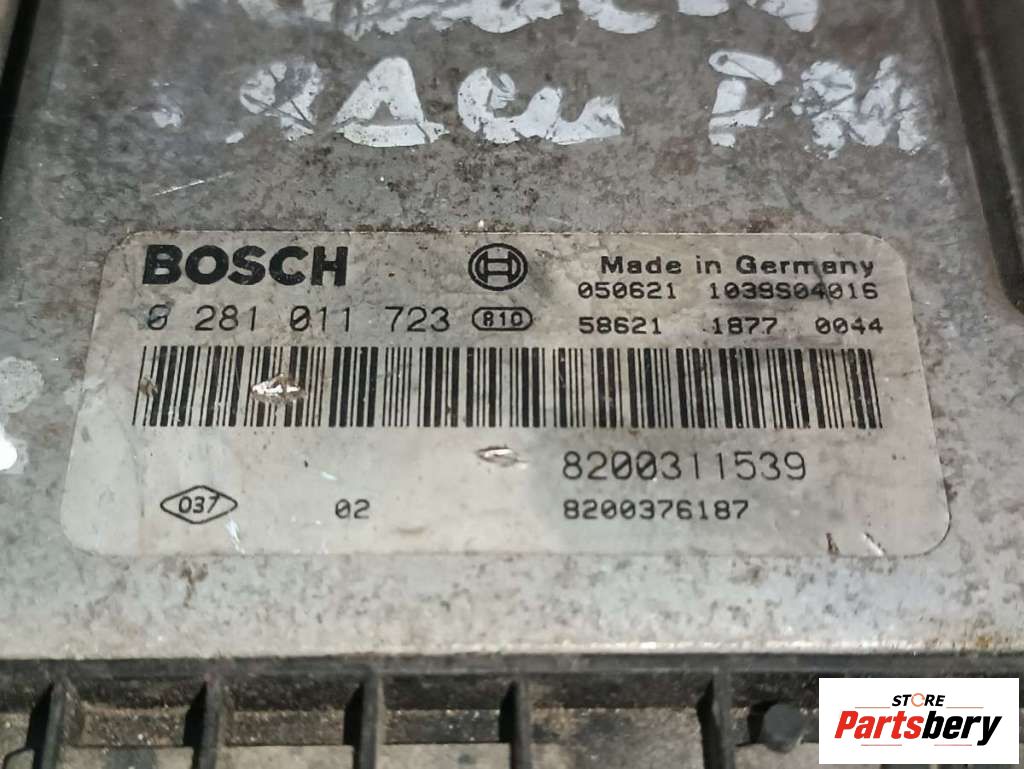 BOSCH
Made in Germany
050621 1039S04016
0 281 011 723 810
58621 1877 0044
8200311539
037 02 8200376187
STORE
Partsbery